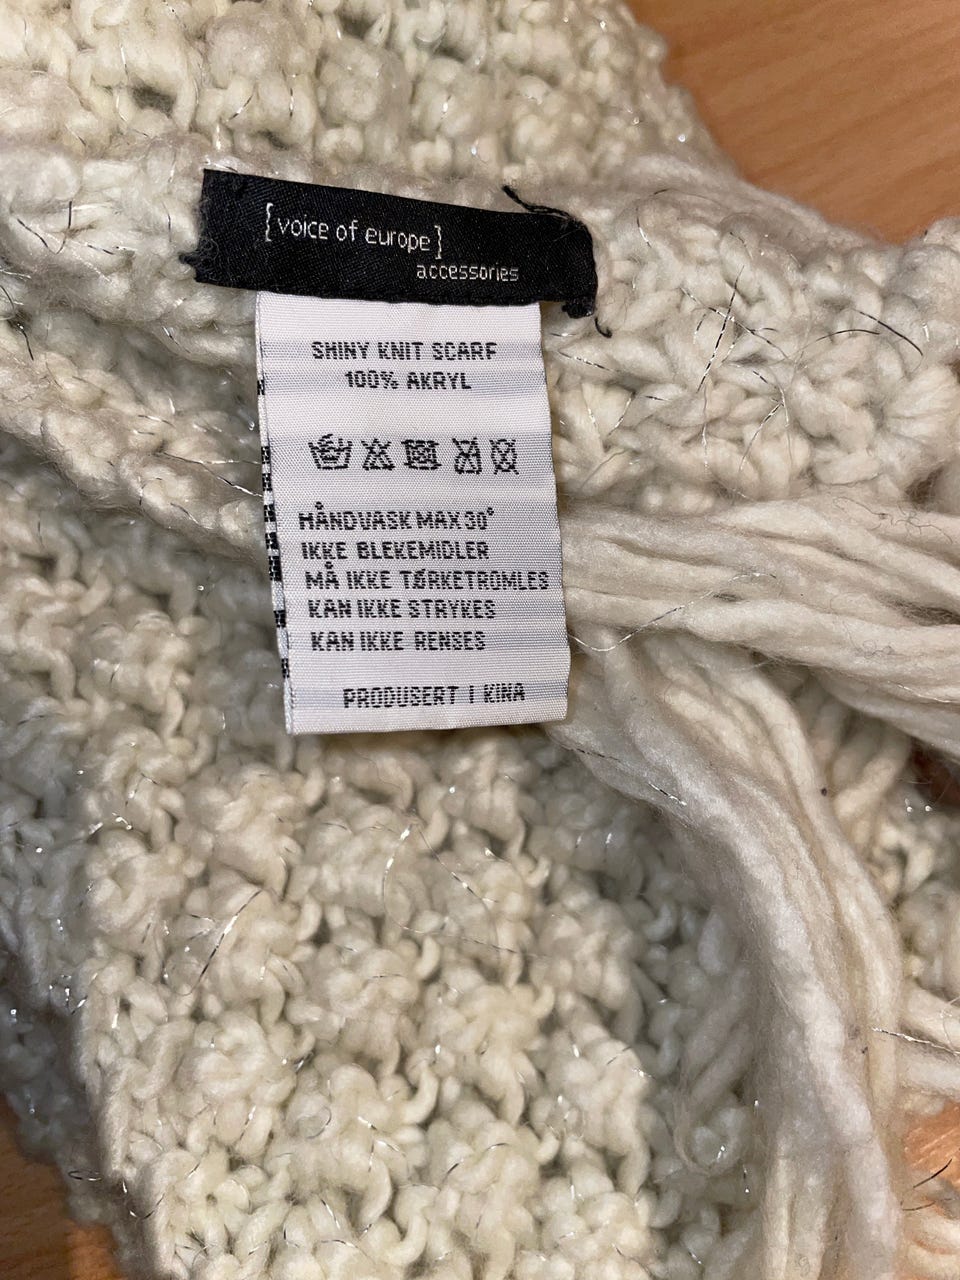 [voice of europe]
accessories
SHINY KNIT SCARF
100% AKRYL
HÅNDVASK MAX 30°
IKKE BLEKEMIDLER
MÅ IKKE TØRKETROMLES
KAN IKKE STRYKES
KAN IKKE RENSES
PRODUSERT I KINA